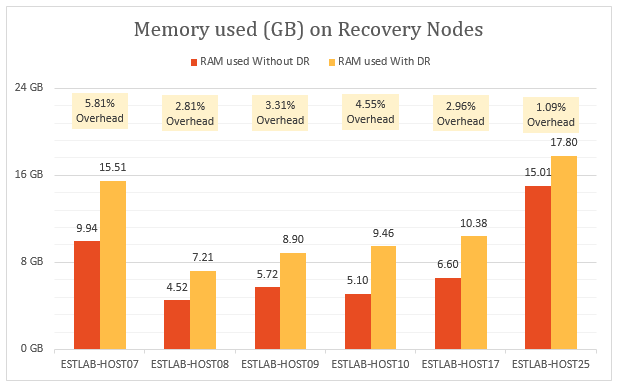 Memory used (GB) on Recovery Nodes
RAM used Without DR RAM used With DR
24 GB
5.81% Overhead
2.81% Overhead
3.31% Overhead
4.55% Overhead
2.96% Overhead
1.09% Overhead
16 GB
8 GB
0 GB
9.94 15.51
4.52 7.21
5.72 8.90
5.10 9.46
6.60 10.38
15.01 17.80
ESTLAB-HOST07 ESTLAB-HOST08 ESTLAB-HOST09 ESTLAB-HOST10 ESTLAB-HOST17 ESTLAB-HOST25